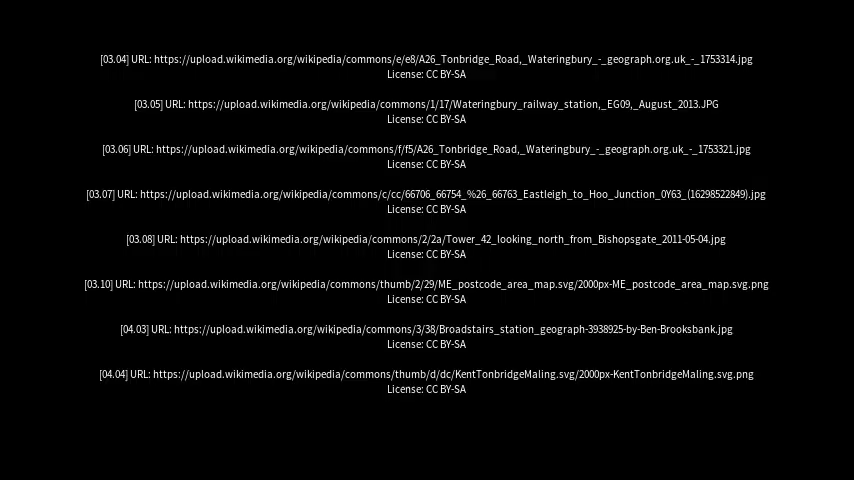 [03.04] URL: https://upload.wikimedia.org/wikipedia/commons/e/e8/A26_Tonbridge_Road,_Wateringbury_-_geograph.org.uk_-_1753314.jpg
License: CC BY-SA
[03.05] URL: https://upload.wikimedia.org/wikipedia/commons/1/17/Wateringbury_railway_station,_EG09,_August_2013.JPG
License: CC BY-SA
[03.06] URL: https://upload.wikimedia.org/wikipedia/commons/f/f5/A26_Tonbridge_Road,_Wateringbury_-_geograph.org.uk_-_1753321.jpg
License: CC BY-SA
[03.07] URL: https://upload.wikimedia.org/wikipedia/commons/c/cc/66706_66754_%26_66763_Eastleigh_to_Hoo_Junction_0Y63_(16298522849).jpg
License: CC BY-SA
[03.08] URL: https://upload.wikimedia.org/wikipedia/commons/2/2a/Tower_42_looking_north_from_Bishopsgate_2011-05-04.jpg
License: CC BY-SA
[03.10] URL: https://upload.wikimedia.org/wikipedia/commons/thumb/2/29/ME_postcode_area_map.svg/2000px-ME_postcode_area_map.svg.png
License: CC BY-SA
[04.03] URL: https://upload.wikimedia.org/wikipedia/commons/3/38/Broadstairs_station_geograph-3938925-by-Ben-Brooksbank.jpg
License: CC BY-SA
[04.04] URL: https://upload.wikimedia.org/wikipedia/commons/thumb/d/dc/KentTonbridgeMaling.svg/2000px-KentTonbridgeMaling.svg.png
License: CC BY-SA